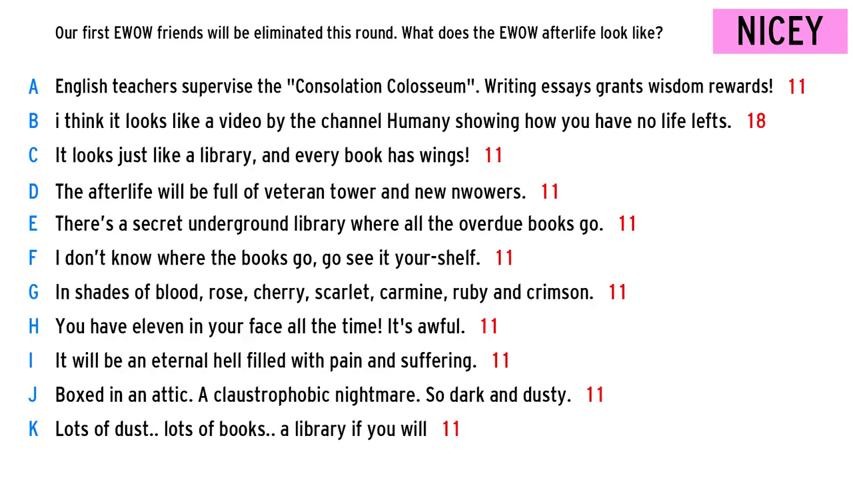 Our first EWOW friends will be eliminated this round. What does the EWOW afterlife look like?
NICEY
A English teachers supervise the "Consolation Colosseum". Writing essays grants wisdom rewards! 11
B i think it looks like a video by the channel Humany showing how you have no life lefts. 18
C It looks just like a library, and every book has wings! 11
D The afterlife will be full of veteran tower and new nwowers. 11
E There's a secret underground library where all the overdue books go. 11
F I don't know where the books go, go see it your-shelf. 11
G In shades of blood, rose, cherry, scarlet, carmine, ruby and crimson. 11
H You have eleven in your face all the time! It's awful. 11
I It will be an eternal hell filled with pain and suffering. 11
J Boxed in an attic. A claustrophobic nightmare. So dark and dusty. 11
K Lots of dust.. lots of books.. a library if you will 11